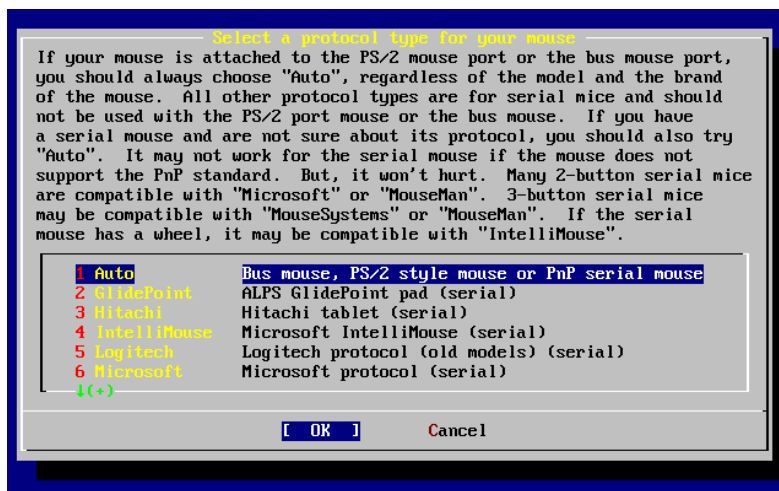 Select a protocol type for your mouse
If your mouse is attached to the PS/2 mouse port or the bus mouse port,
you should always choose "Auto", regardless of the model and the brand
of the mouse.  All other protocol types are for serial mice and should
not be used with the PS/2 port mouse or the bus mouse.  If you have
a serial mouse and are not sure about its protocol, you should also try
"Auto".  It may not work for the serial mouse if the mouse does not
support the PnP standard.  But, it won't hurt.  Many 2-button serial mice
are compatible with "Microsoft" or "MouseMan".  3-button serial mice
may be compatible with "MouseSystems" or "MouseMan".  If the serial
mouse has a wheel, it may be compatible with "IntelliMouse".
1 Auto Bus mouse, PS/2 style mouse or PnP serial mouse
2 GlidePoint ALPS GlidePoint pad (serial)
3 Hitachi Hitachi tablet (serial)
4 IntelliMouse Microsoft IntelliMouse (serial)
5 Logitech Logitech protocol (old models) (serial)
6 Microsoft Microsoft protocol (serial)
↓(+)
[ OK ] Cancel